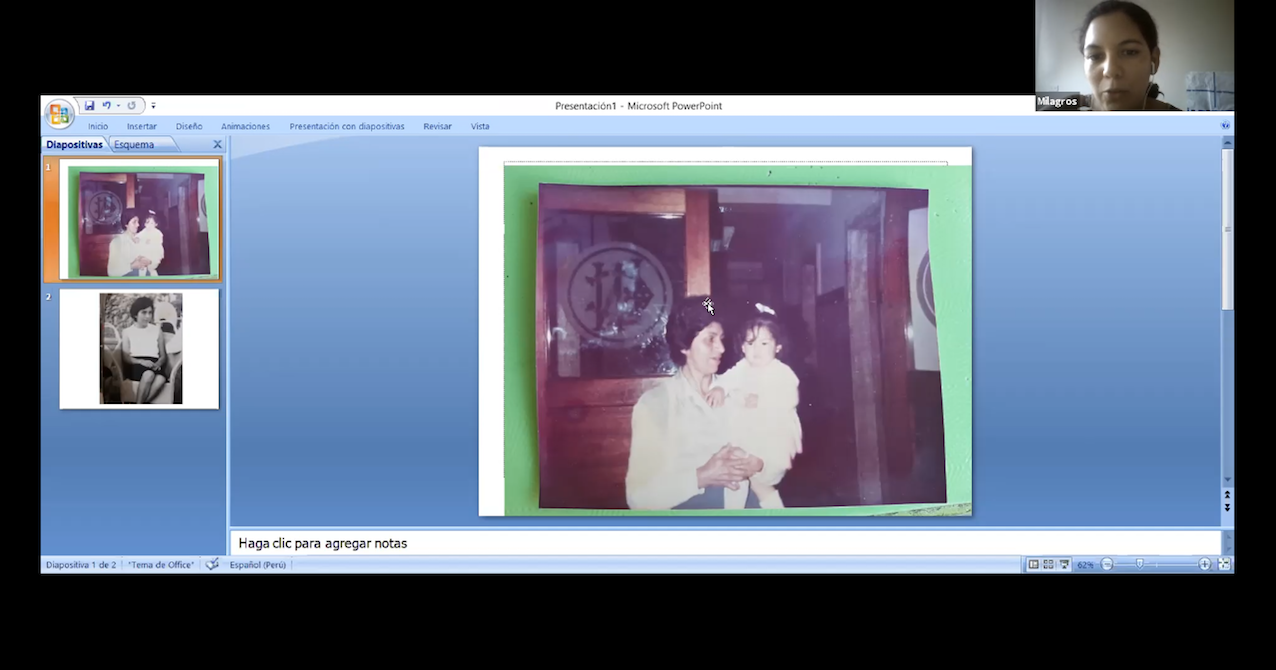 Milagros
Presentación1 - Microsoft PowerPoint
Inicio Insertar Diseño Animaciones Presentación con diapositivas Revisar Vista
Diapositivas Esquema
1
2
Haga clic para agregar notas
Diapositiva 1 de 2 "Tema de Office" Español (Perú) 62%